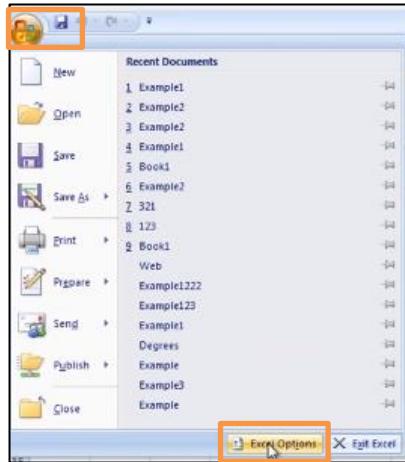 New
Open
Save
Save As
Print
Prepare
Send
Publish
Close
Recent Documents
1 Example1
2 Example2
3 Example2
4 Example1
5 Book1
6 Example2
7 321
8 123
9 Book1
Web
Example1222
Example123
Example1
Degrees
Example
Example3
Example
Excel Options
Exit Excel